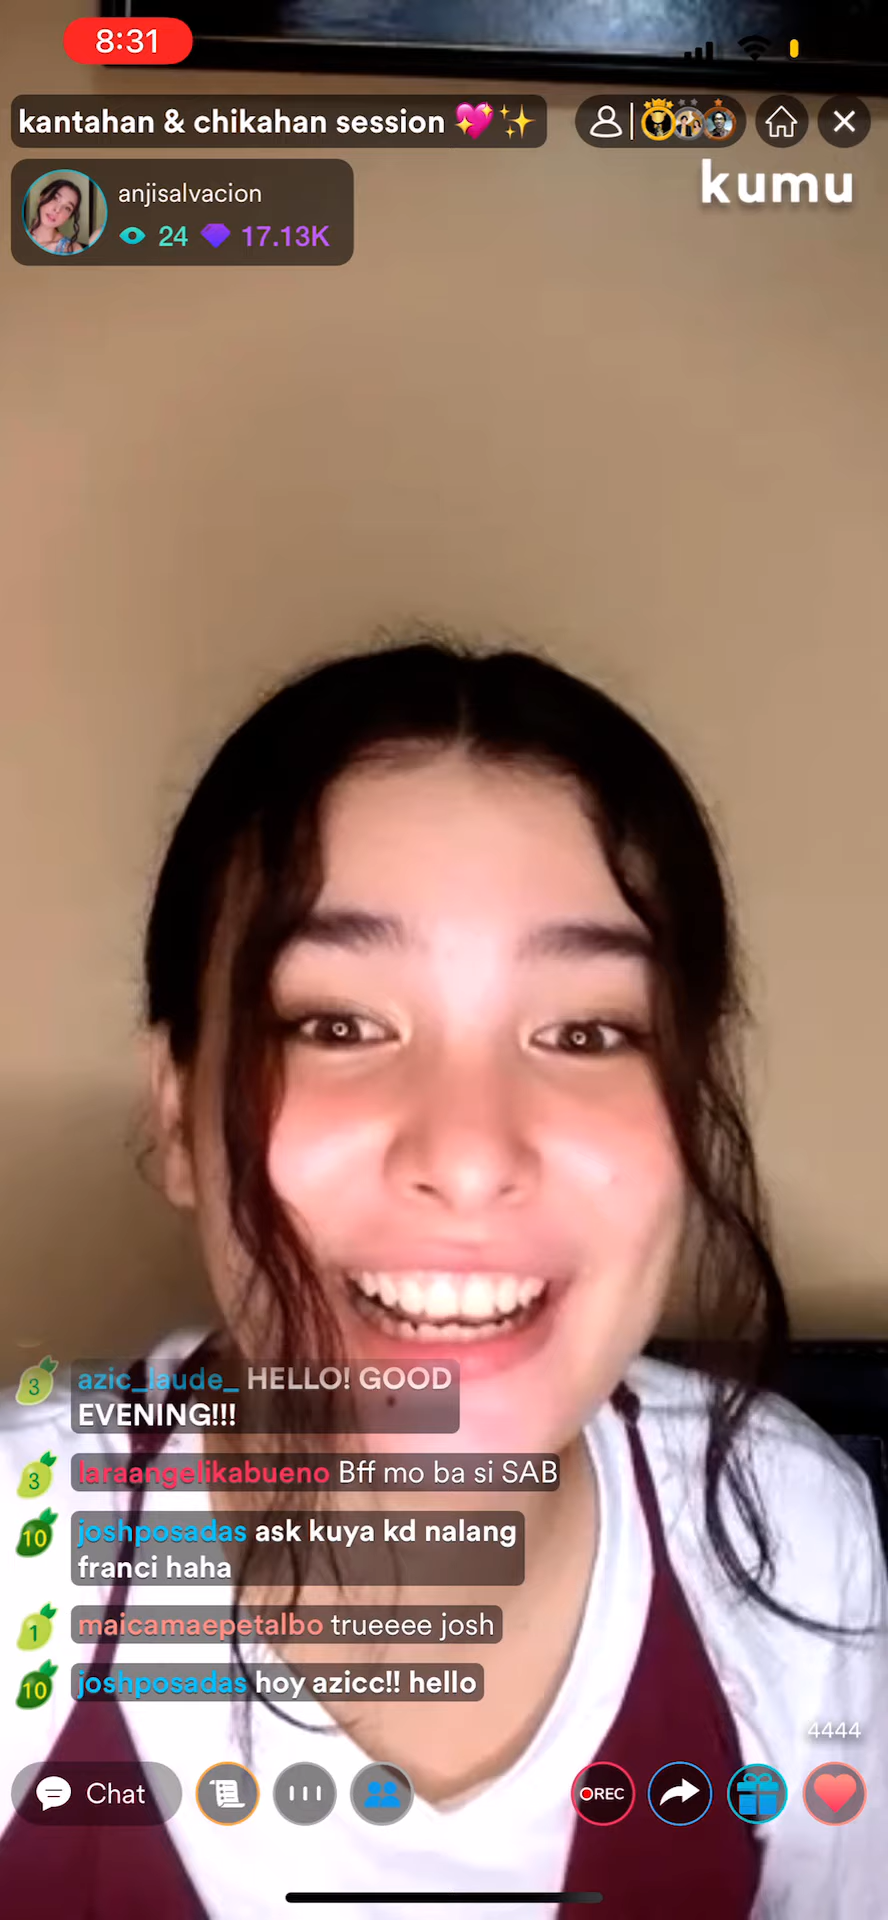 8:31
kantahan & chikahan session 💖✨
anjisalvacion
24 17.13K
kumu
3 azic_laude_ HELLO! GOOD
EVENING!!!
3 laraangelikabueno Bff mo ba si SAB
10 joshposadas ask kuya kd nalang
franci haha
1 maicamaepetalbo trueeee josh
10 joshposadas hoy azicc!! hello
4444
Chat
REC